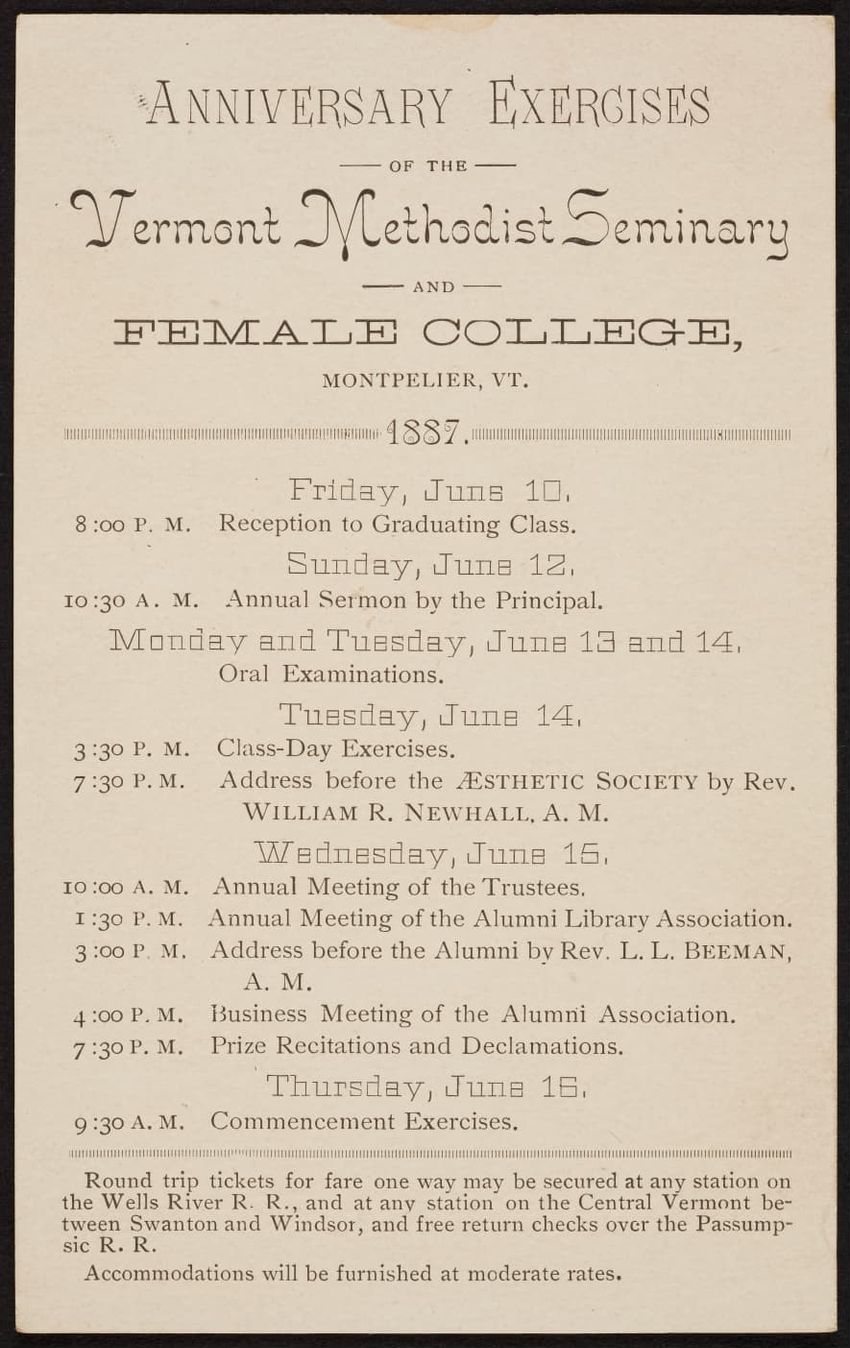 ANNIVERSARY EXERCISES
OF THE
Vermont Methodist Seminary
AND
FEMALE COLLEGE,
MONTPELIER, VT.
1887.
Friday, June 10,
8:00 P. M. Reception to Graduating Class.
Sunday, June 12,
10:30 A. M. Annual Sermon by the Principal.
Monday and Tuesday, June 13 and 14,
Oral Examinations.
Tuesday, June 14,
3:30 P. M. Class-Day Exercises.
7:30 P. M. Address before the ÆSTHETIC SOCIETY by Rev.
WILLIAM R. NEWHALL, A. M.
Wednesday, June 15,
10:00 A. M. Annual Meeting of the Trustees.
1:30 P. M. Annual Meeting of the Alumni Library Association.
3:00 P. M. Address before the Alumni by Rev. L. L. BEEMAN,
A. M.
4:00 P. M. Business Meeting of the Alumni Association.
7:30 P. M. Prize Recitations and Declamations.
Thursday, June 16,
9:30 A. M. Commencement Exercises.
Round trip tickets for fare one way may be secured at any station on
the Wells River R. R., and at any station on the Central Vermont be-
tween Swanton and Windsor, and free return checks over the Passump-
sic R. R.
Accommodations will be furnished at moderate rates.